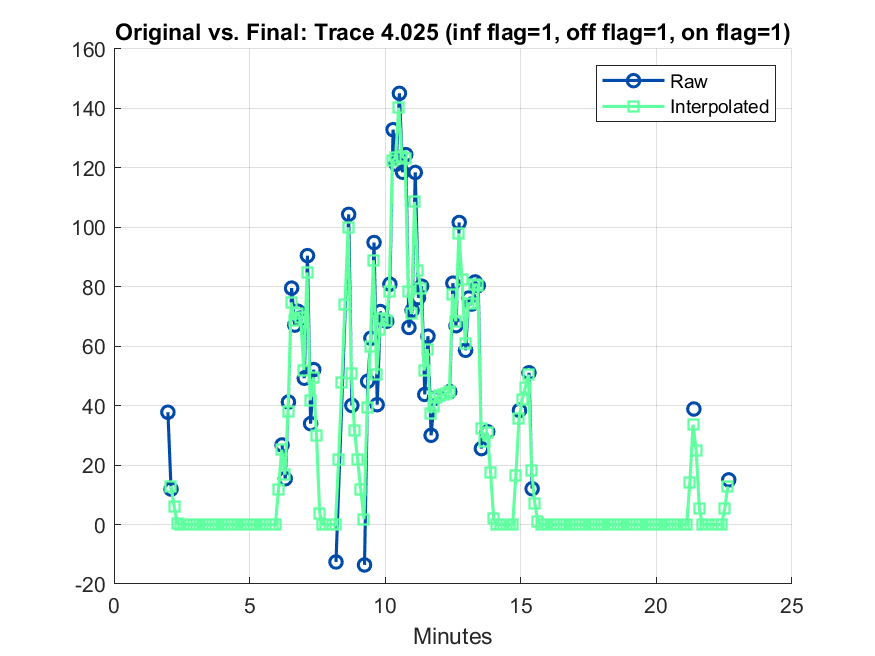 Original vs. Final: Trace 4.025 (inf flag=1, off flag=1, on flag=1)
160
140
120
100
80
60
40
20
0
-20
Raw
Interpolated
0 5 10 15 20 25
Minutes